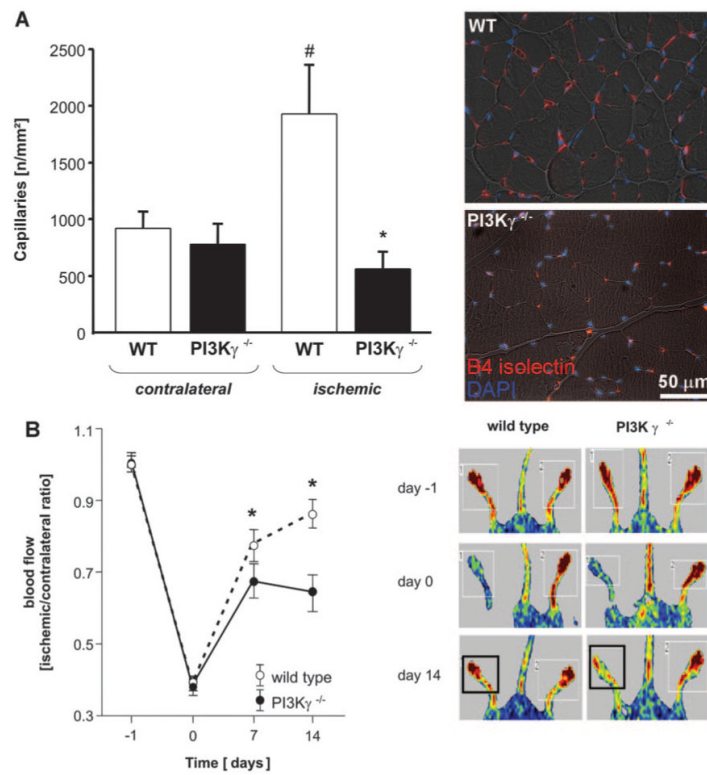 A
Capillaries [n/mm²]
2500
2000
1500
1000
500
0
#
*
WT
PI3Kγ -/-
WT
PI3Kγ -/-
contralateral
ischemic
WT
PI3Kγ-/-
B4 isolectin
DAPI
50 μm
B
blood flow
[ischemic/contralateral ratio]
1.1
0.9
0.7
0.5
0.3
*
*
wild type
PI3Kγ -/-
-1
0
7
14
Time [ days]
wild type
PI3K γ -/-
day -1
day 0
day 14
1
2
1
2
1
2
1
2
2
2